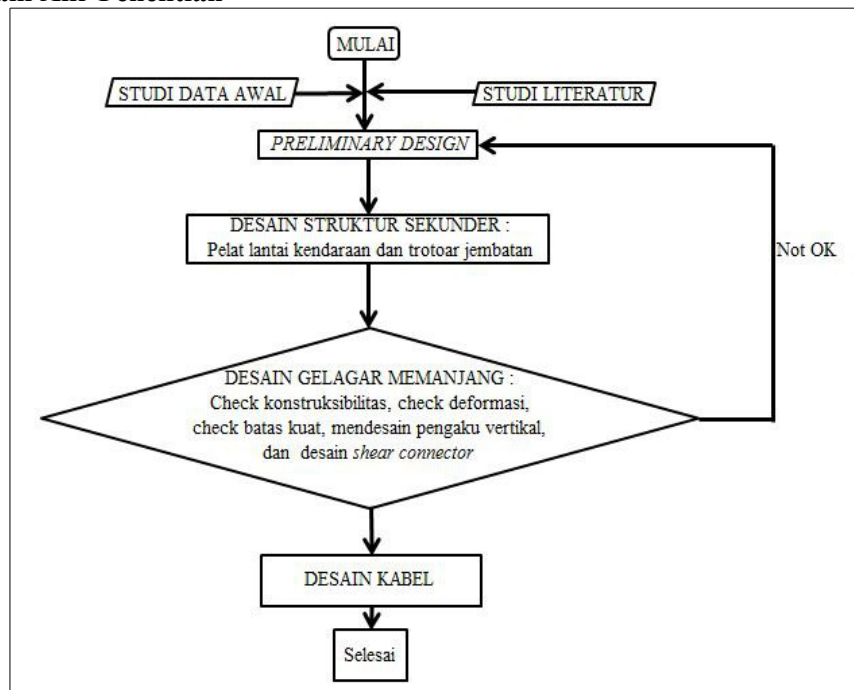 MULAI
STUDI DATA AWAL
STUDI LITERATUR
PRELIMINARY DESIGN
DESAIN STRUKTUR SEKUNDER :
Pelat lantai kendaraan dan trotoar jembatan
Not OK
DESAIN GELAGAR MEMANJANG :
Check konstruksibilitas, check deformasi,
check batas kuat, mendesain pengaku vertikal,
dan desain shear connector
DESAIN KABEL
Selesai